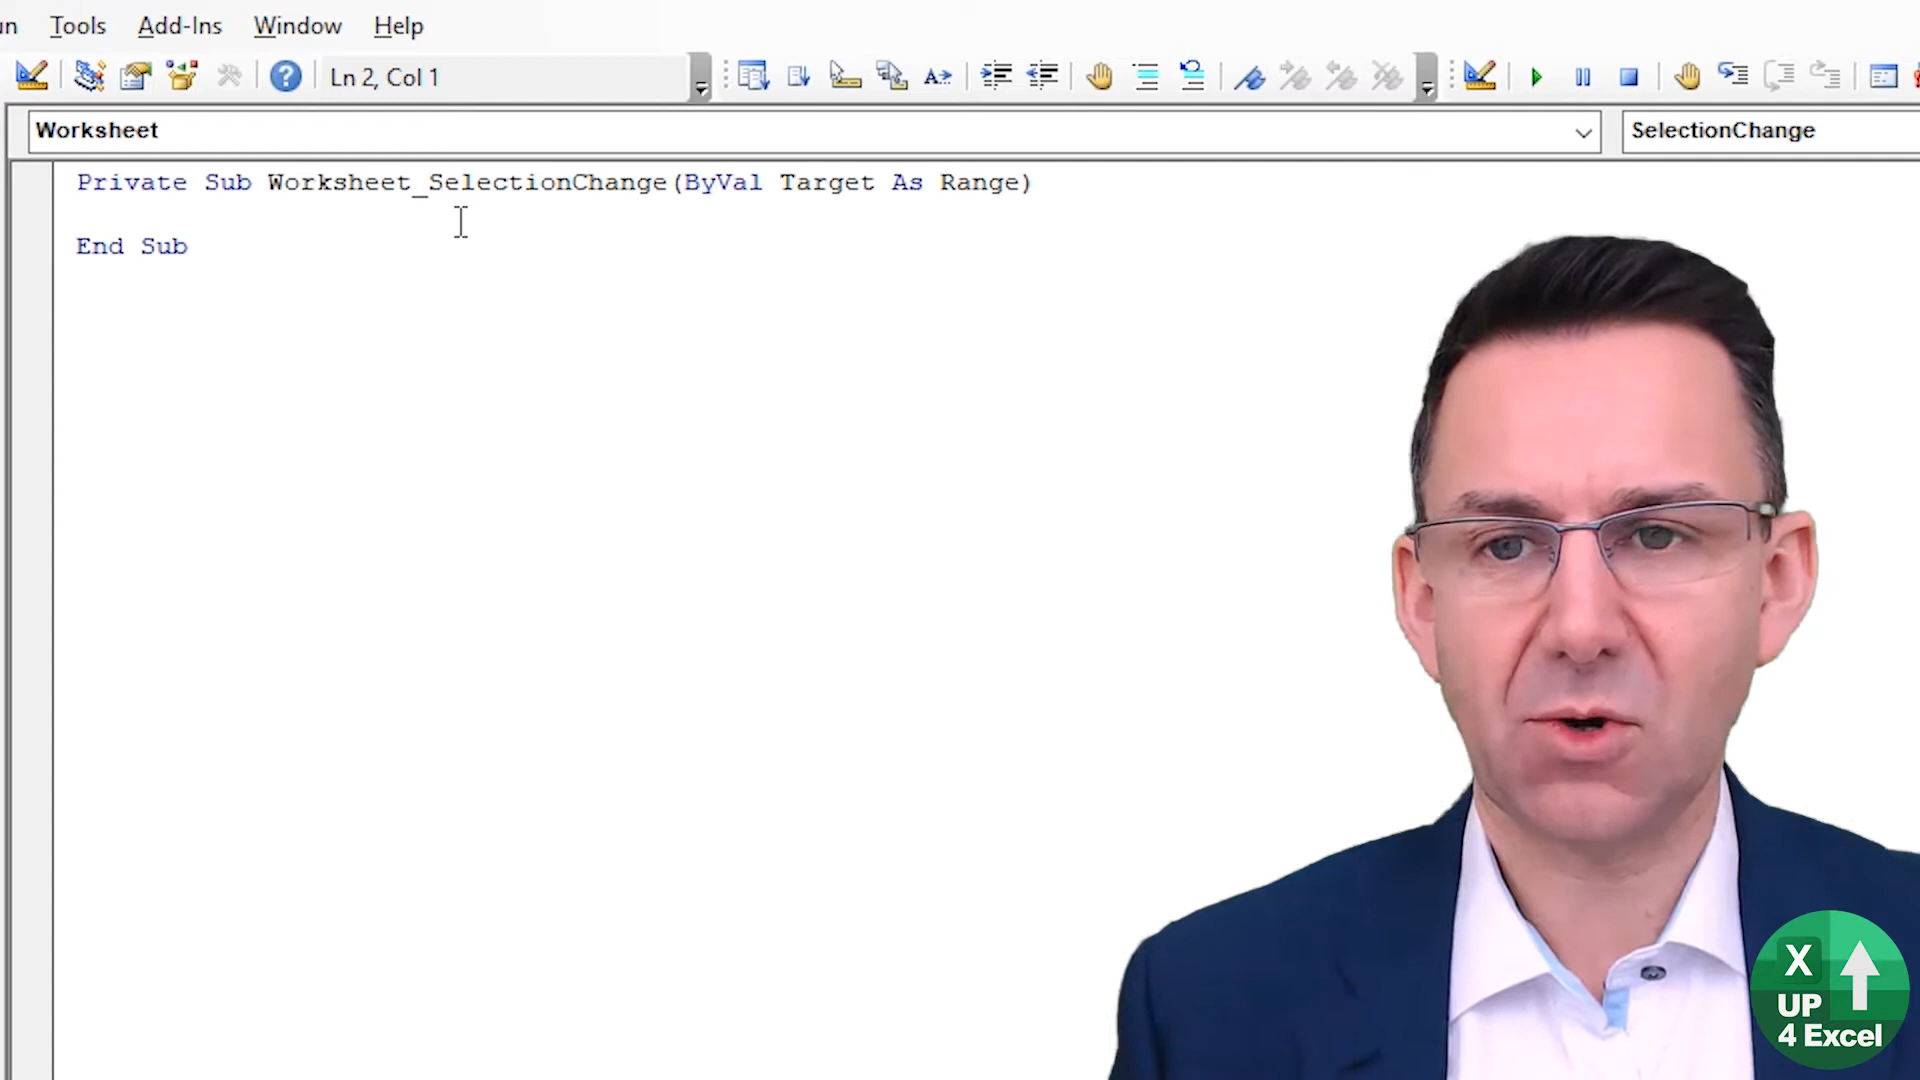 Tools Add-Ins Window Help
Ln 2, Col 1
Worksheet SelectionChange
Private Sub Worksheet_SelectionChange(ByVal Target As Range)
End Sub
X
UP
4 Excel